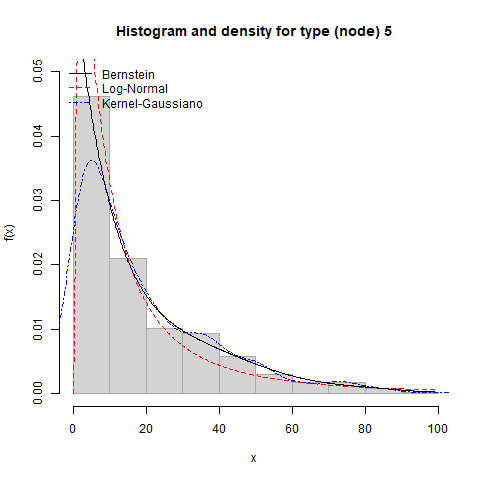 Histogram and density for type (node) 5
Bernstein
Log-Normal
Kernel-Gaussiano
f(x)
0.05
0.04
0.03
0.02
0.01
0.00
0 20 40 60 80 100
x